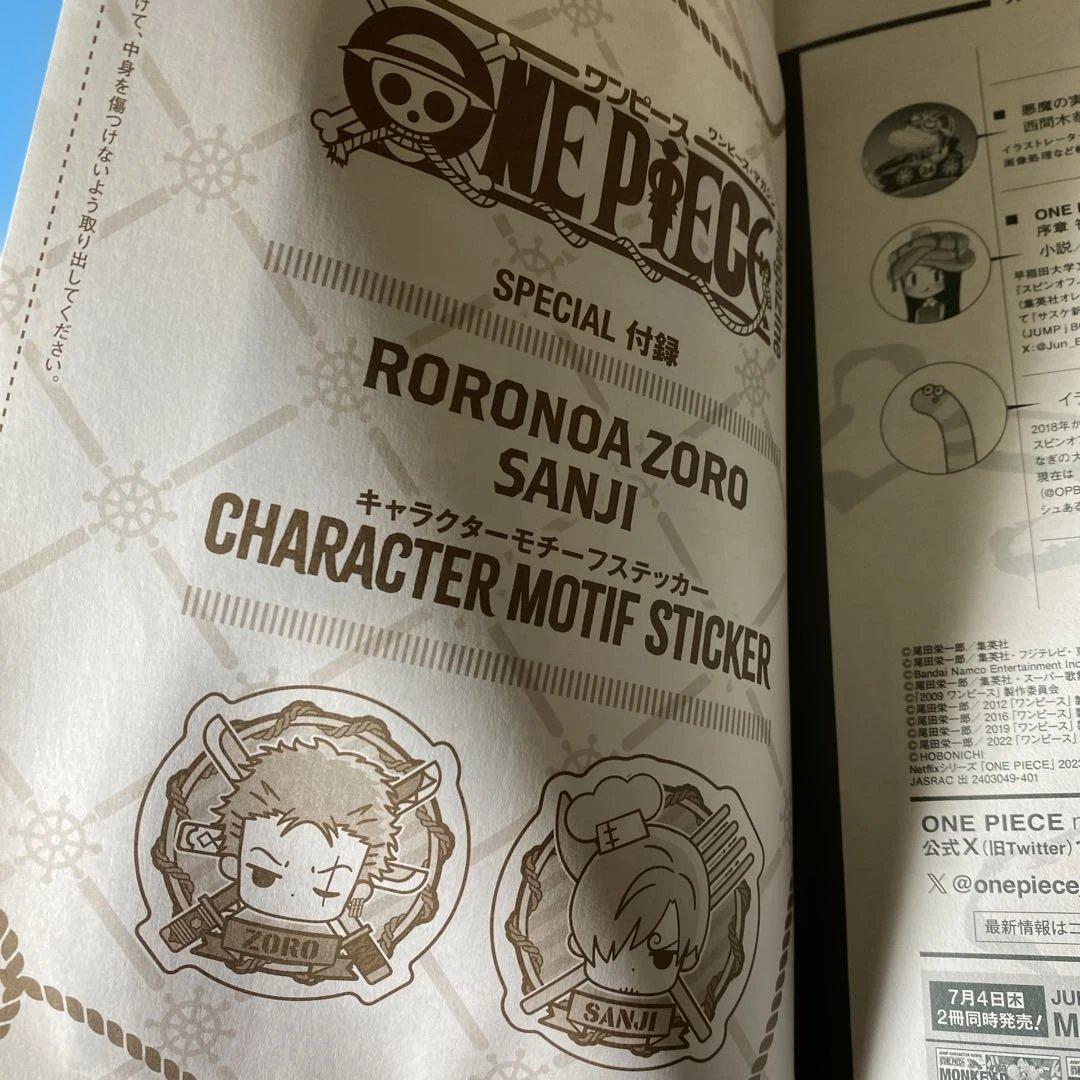 けて、中身を傷つけないよう取り出してください。
ワンピース
ONE PIECE
ワンピース・マガジン
magazine
SPECIAL 付録
RORONOA ZORO
SANJI
キャラクターモチーフステッカー
CHARACTER MOTIF STICKER
ZORO
SANJI
■ 悪魔の実
イラストレータ
画像処理など
■ ONE
序章
小説
早稲田大学
『スピンオフ
(集英社オレ
て『サスケ新
(JUMP j B
X:@Jun_E
イ
2018年か
スピンオフ
なぎの大
現在は
(@OPB
シュある
©尾田栄一郎/集英社
©尾田栄一郎/集英社・フジテレビ・東
©Bandai Namco Entertainment Inc
©尾田栄一郎/集英社・スーパー歌舞
©「2009 ワンピース」製作委員会
©尾田栄一郎/2012「ワンピース」製
©尾田栄一郎/2016「ワンピース」製
©尾田栄一郎/2019「ワンピース」
©尾田栄一郎/2022「ワンピース」
©HOBONICHI
Netflixシリーズ「ONE PIECE」2023
JASRAC 出 2403049-401
ONE PIECE
公式X(旧Twitter)
X @onepiece
最新情報はこ
7月4日木
2冊同時発売!
JU
M
MONKEY.D